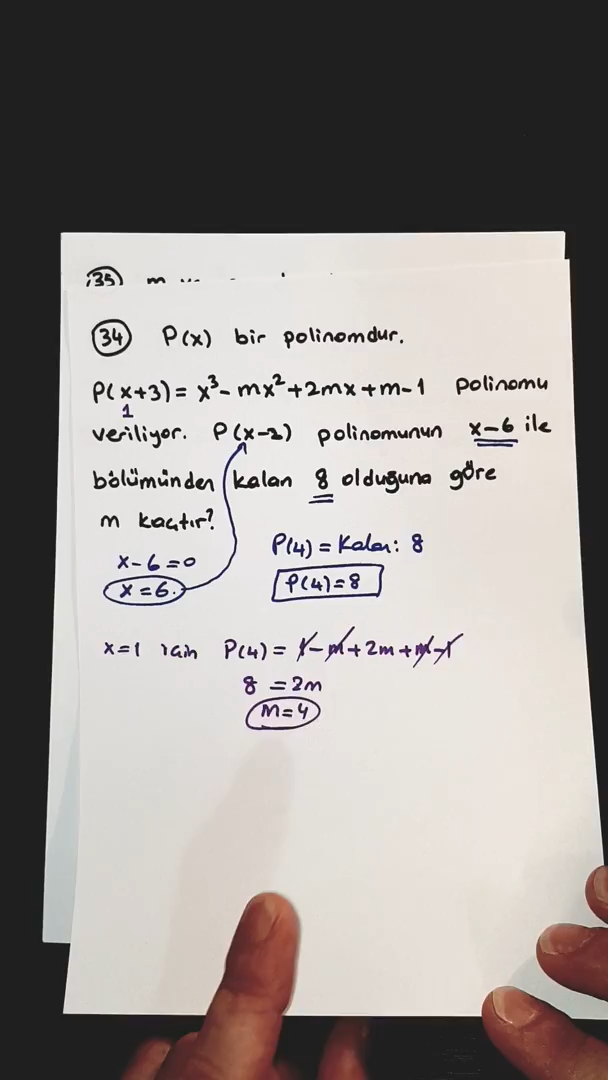 35 m
34 P(x) bir polinomdur.
P(x+3) = x³ - mx² + 2mx + m - 1 polinomu
1
veriliyor. P(x-2) polinomunun x-6 ile
bölümünden kalan 8 olduğuna göre
m kaçtır?
x-6=0
P(4) = Kalan: 8
x=6
P(4)=8
x=1 için P(4) = 1 - m + 2m + m - 1
8 = 2m
m=4